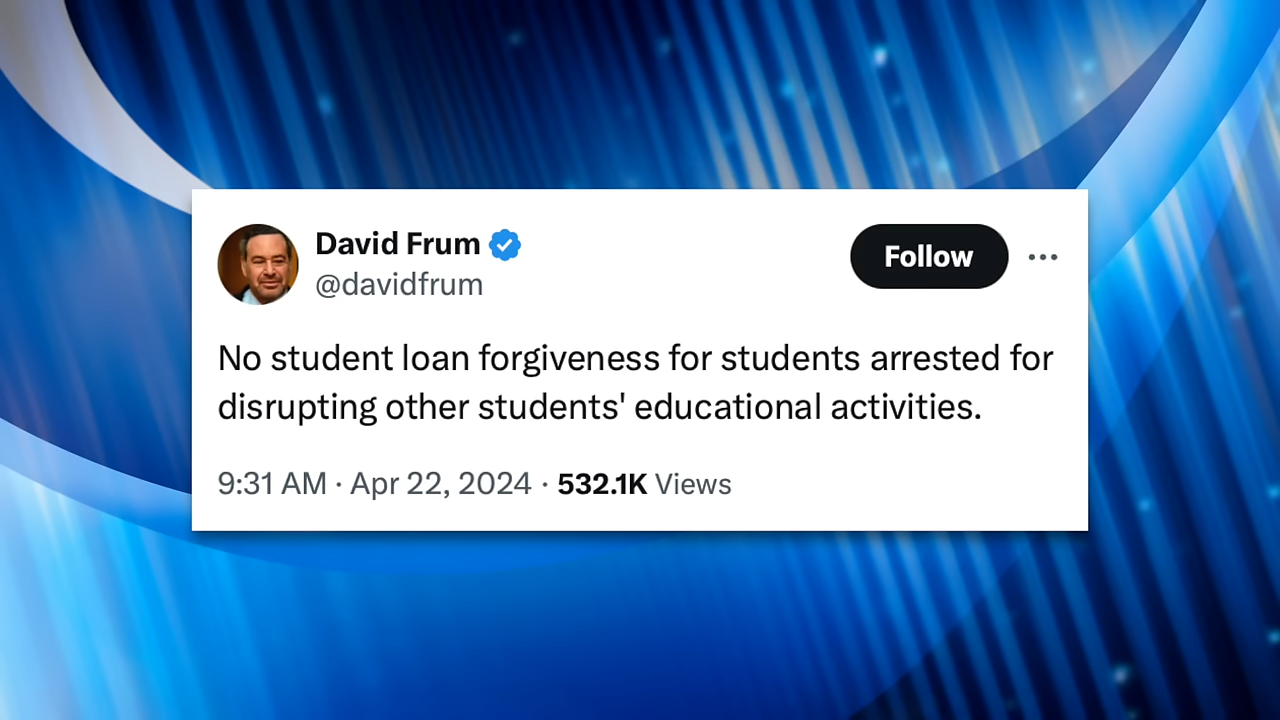 David Frum
@davidfrum
Follow
No student loan forgiveness for students arrested for
disrupting other students' educational activities.
9:31 AM · Apr 22, 2024 · 532.1K Views